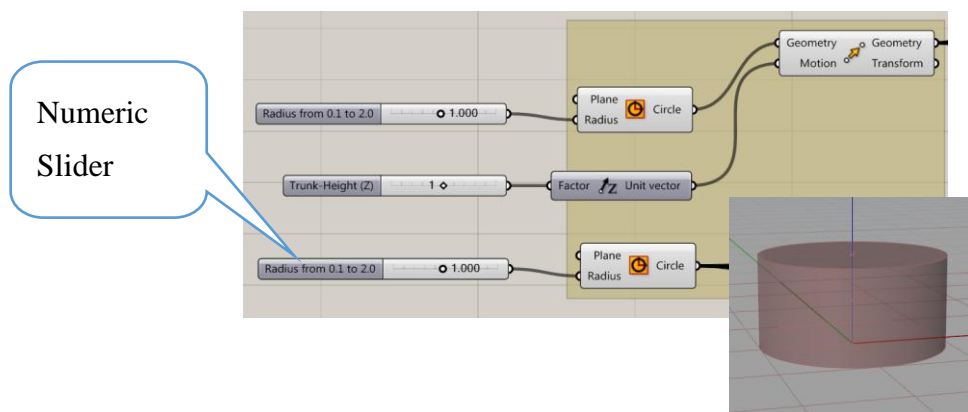 Numeric
Slider
Geometry Geometry
Motion Transform
Radius from 0.1 to 2.0 1.000
Plane
Radius Circle
Trunk-Height (Z) 1
Factor Z Unit vector
Radius from 0.1 to 2.0 1.000
Plane
Radius Circle